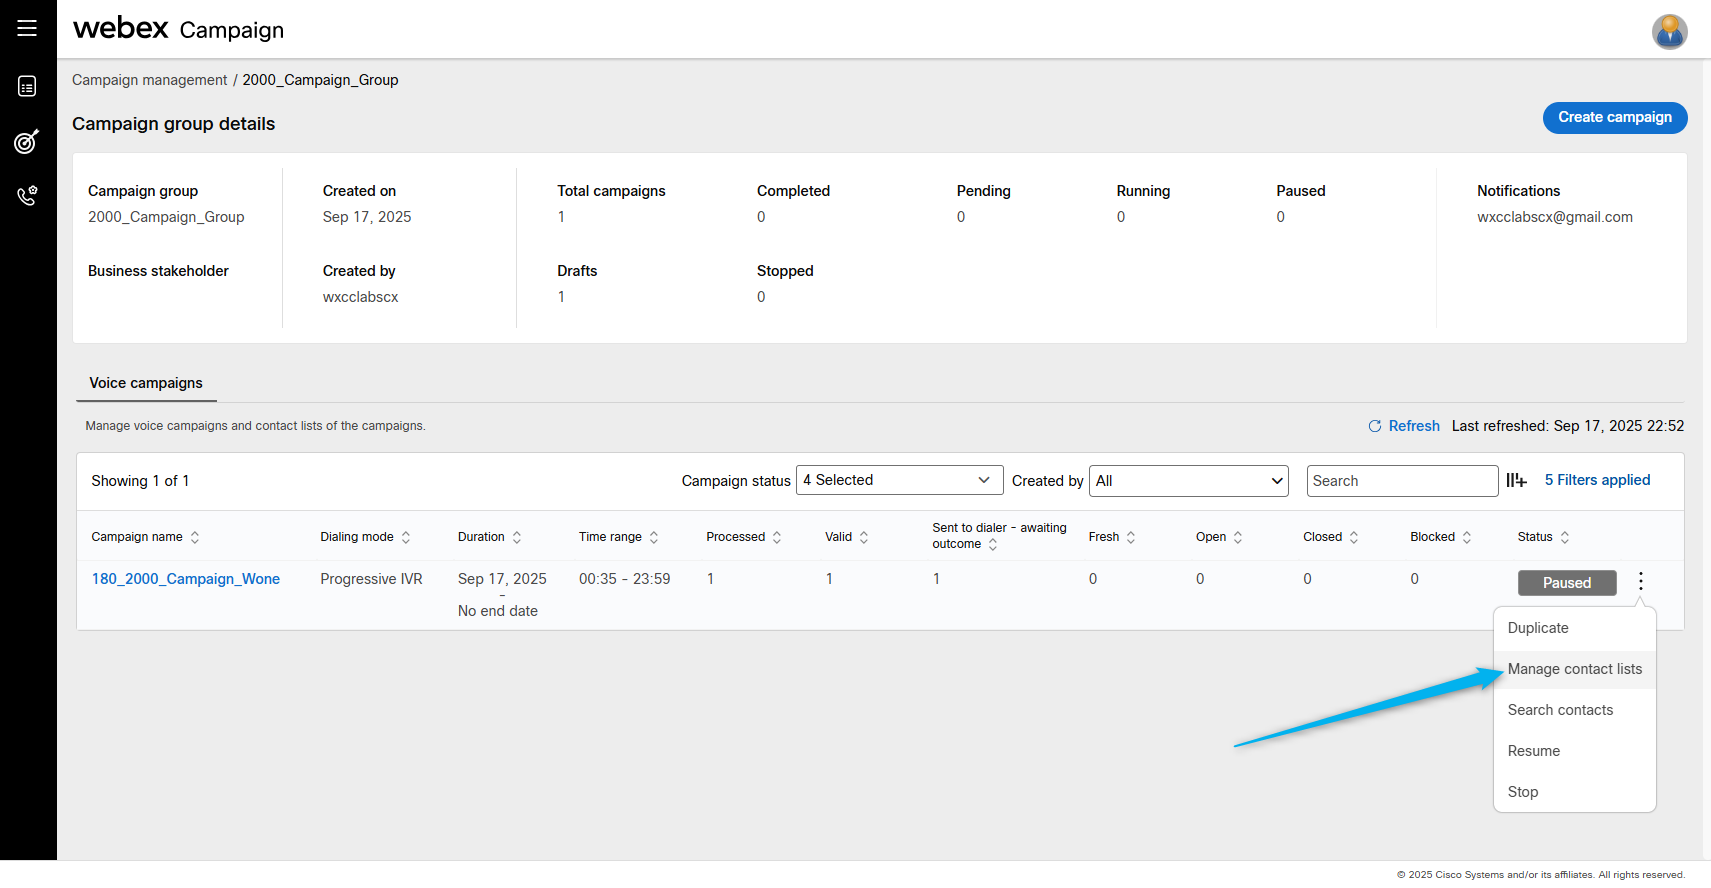 webex Campaign
Campaign management / 2000_Campaign_Group
Campaign group details
Create campaign
Campaign group
2000_Campaign_Group
Business stakeholder
Created on
Sep 17, 2025
Created by
wxcclabscx
Total campaigns
1
Completed
0
Pending
0
Running
0
Paused
0
Drafts
1
Stopped
0
Notifications
wxcclabscx@gmail.com
Voice campaigns
Manage voice campaigns and contact lists of the campaigns.
Refresh Last refreshed: Sep 17, 2025 22:52
Showing 1 of 1
Campaign status 4 Selected Created by All Search 5 Filters applied
Campaign name Dialing mode Duration Time range Processed Valid Sent to dialer - awaiting outcome Fresh Open Closed Blocked Status
180_2000_Campaign_Wone Progressive IVR Sep 17, 2025 - No end date 00:35 - 23:59 1 1 1 0 0 0 0 Paused
Duplicate
Manage contact lists
Search contacts
Resume
Stop
© 2025 Cisco Systems and/or its affiliates. All rights reserved.